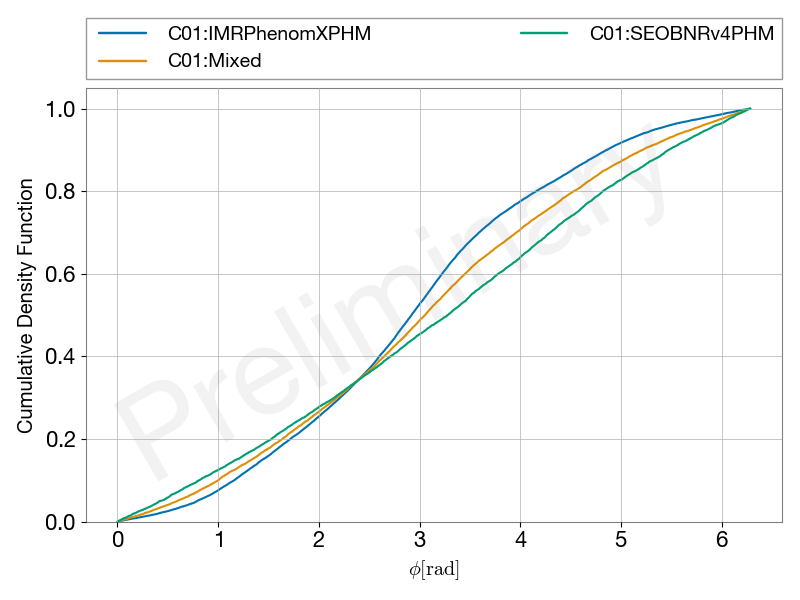 C01:IMRPhenomXPHM
C01:Mixed
C01:SEOBNRv4PHM
Cumulative Density Function
1.0
0.8
0.6
0.4
0.2
0.0
0 1 2 3 4 5 6
ϕ[rad]
Preliminary